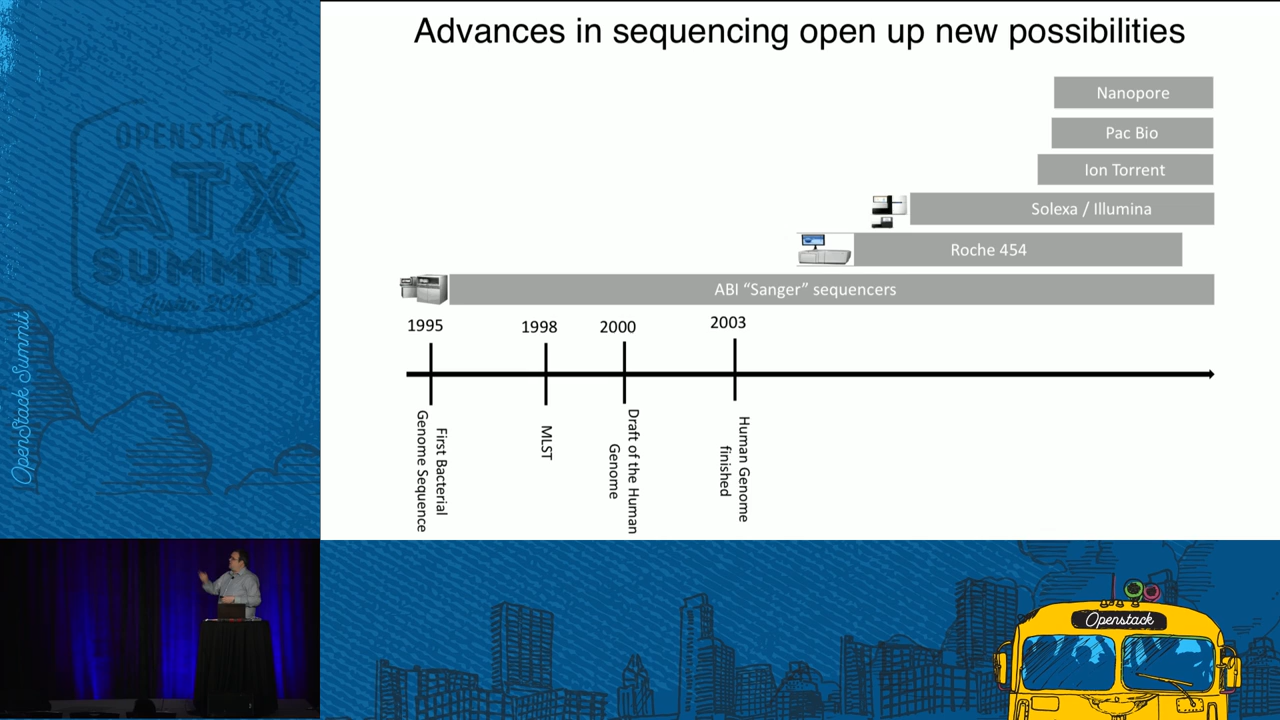 Advances in sequencing open up new possibilities
Nanopore
Pac Bio
Ion Torrent
Solexa / Illumina
Roche 454
ABI “Sanger” sequencers
1995
1998
2000
2003
First Bacterial
Genome Sequence
MLST
Draft of the Human
Genome
Human Genome
finished
OPENSTACK
ATX
SUMMIT
OpenStack Summit
Openstack